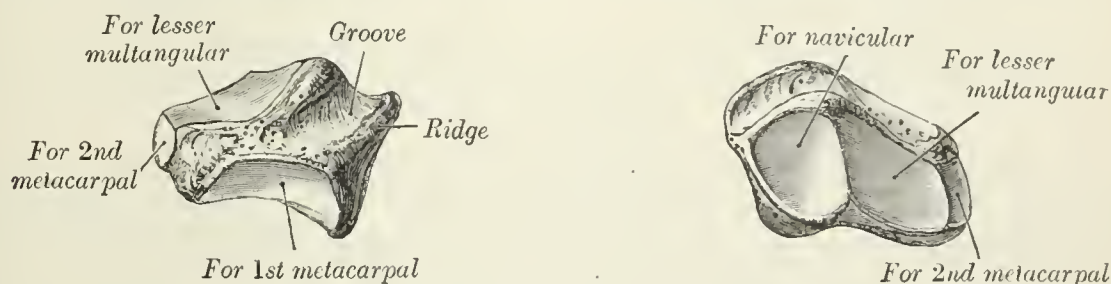 For lesser
multangular
Groove
Ridge
For 2nd
metacarpal
For 1st metacarpal
For navicular
For lesser
multangular
For 2nd metacarpal